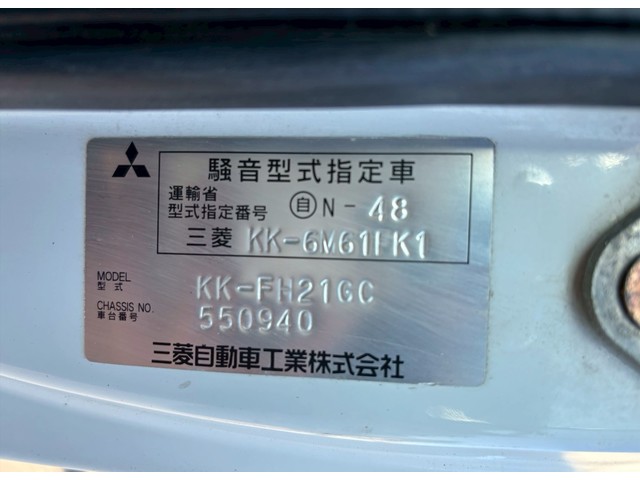 騒音型式指定車
運輸省
型式指定番号 自 N- 48
三菱 KK-6M61FK1
MODEL
型式
KK-FH21GC
CHASSIS NO.
車台番号
550940
三菱自動車工業株式会社